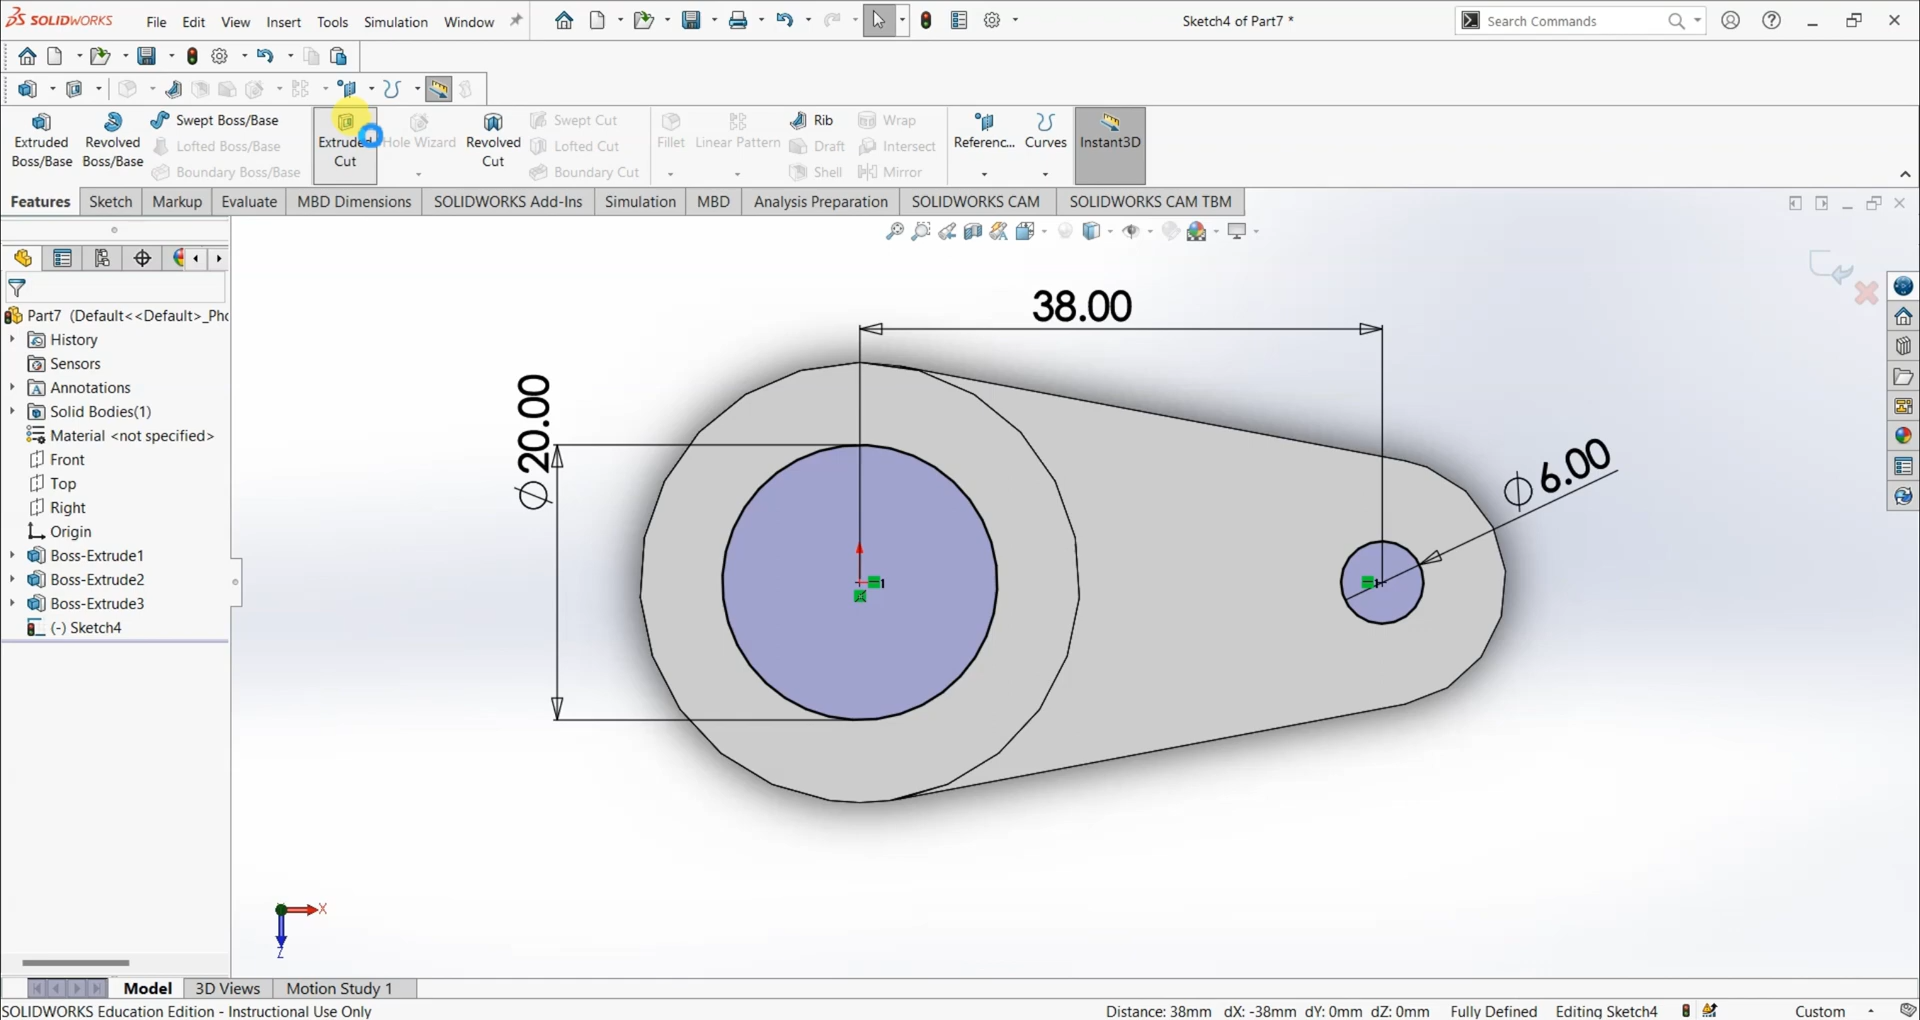 SOLIDWORKS File Edit View Insert Tools Simulation Window Sketch4 of Part7 * Search Commands
Extruded Boss/Base
Revolved Boss/Base
Swept Boss/Base
Lofted Boss/Base
Boundary Boss/Base
Extruded Cut
Hole Wizard
Revolved Cut
Swept Cut
Lofted Cut
Boundary Cut
Fillet
Linear Pattern
Rib
Draft
Shell
Wrap
Intersect
Mirror
Referenc...
Curves
Instant3D
Features Sketch Markup Evaluate MBD Dimensions SOLIDWORKS Add-Ins Simulation MBD Analysis Preparation SOLIDWORKS CAM SOLIDWORKS CAM TBM
Part7 (Default<<Default>_Pho
History
Sensors
Annotations
Solid Bodies(1)
Material <not specified>
Front
Top
Right
Origin
Boss-Extrude1
Boss-Extrude2
Boss-Extrude3
(-) Sketch4
38.00
∅ 20.00
∅ 6.00
1
1
X
Z
Model 3D Views Motion Study 1
SOLIDWORKS Education Edition - Instructional Use Only Distance: 38mm dX: -38mm dY: 0mm dZ: 0mm Fully Defined Editing Sketch4 Custom